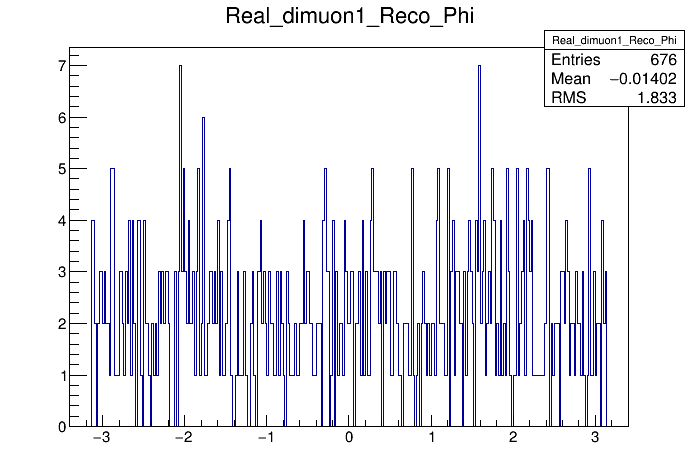 Real_dimuon1_Reco_Phi
Real_dimuon1_Reco_Phi
Entries 676
Mean −0.01402
RMS 1.833
7
6
5
4
3
2
1
0
−3 −2 −1 0 1 2 3